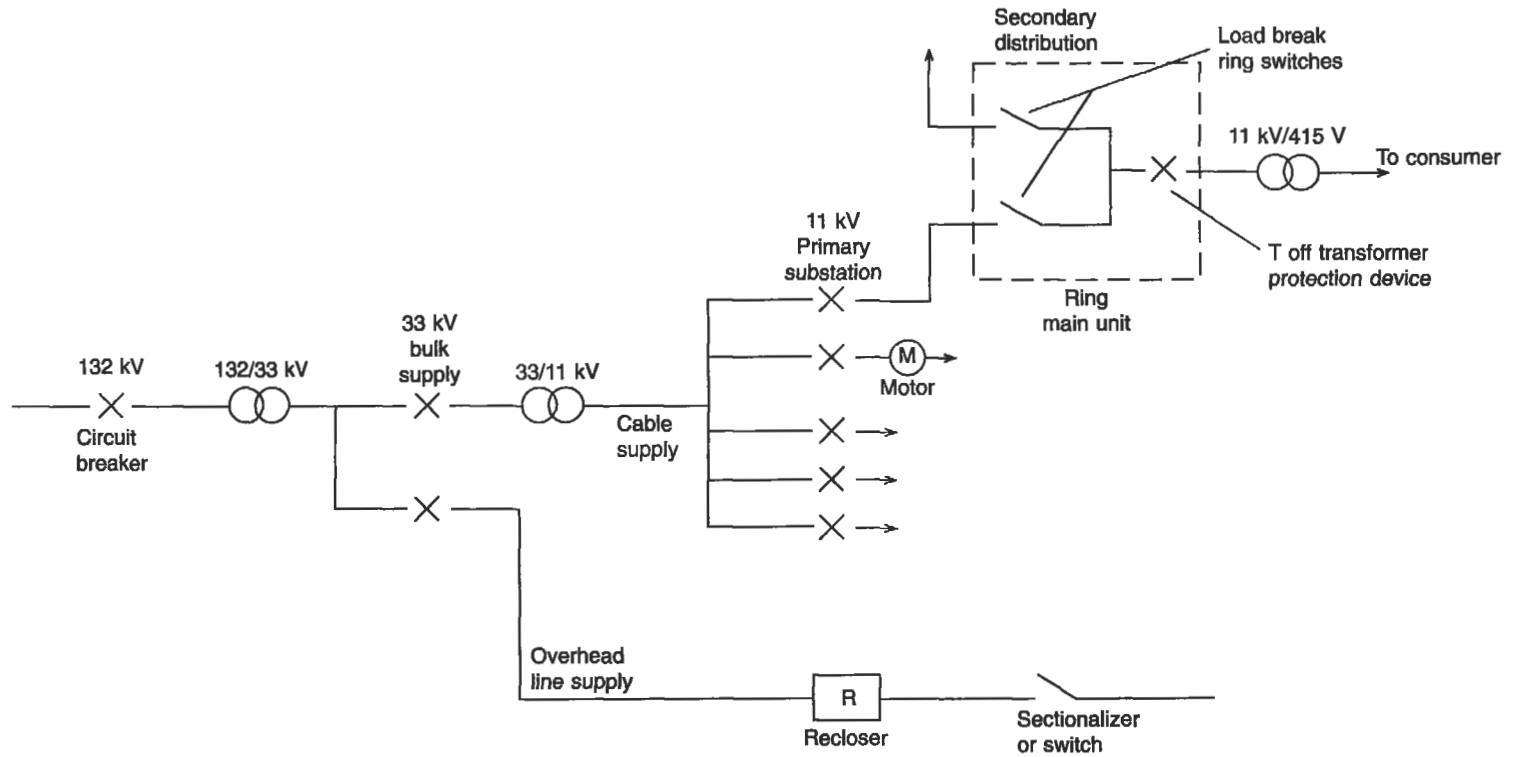 Secondary
distribution
Load break
ring switches
11 kV/415 V
To consumer
T off transformer
protection device
Ring
main unit
11 kV
Primary
substation
M
Motor
33 kV
bulk
supply
132 kV
132/33 kV
33/11 kV
Circuit
breaker
Cable
supply
Overhead
line supply
R
Recloser
Sectionalizer
or switch